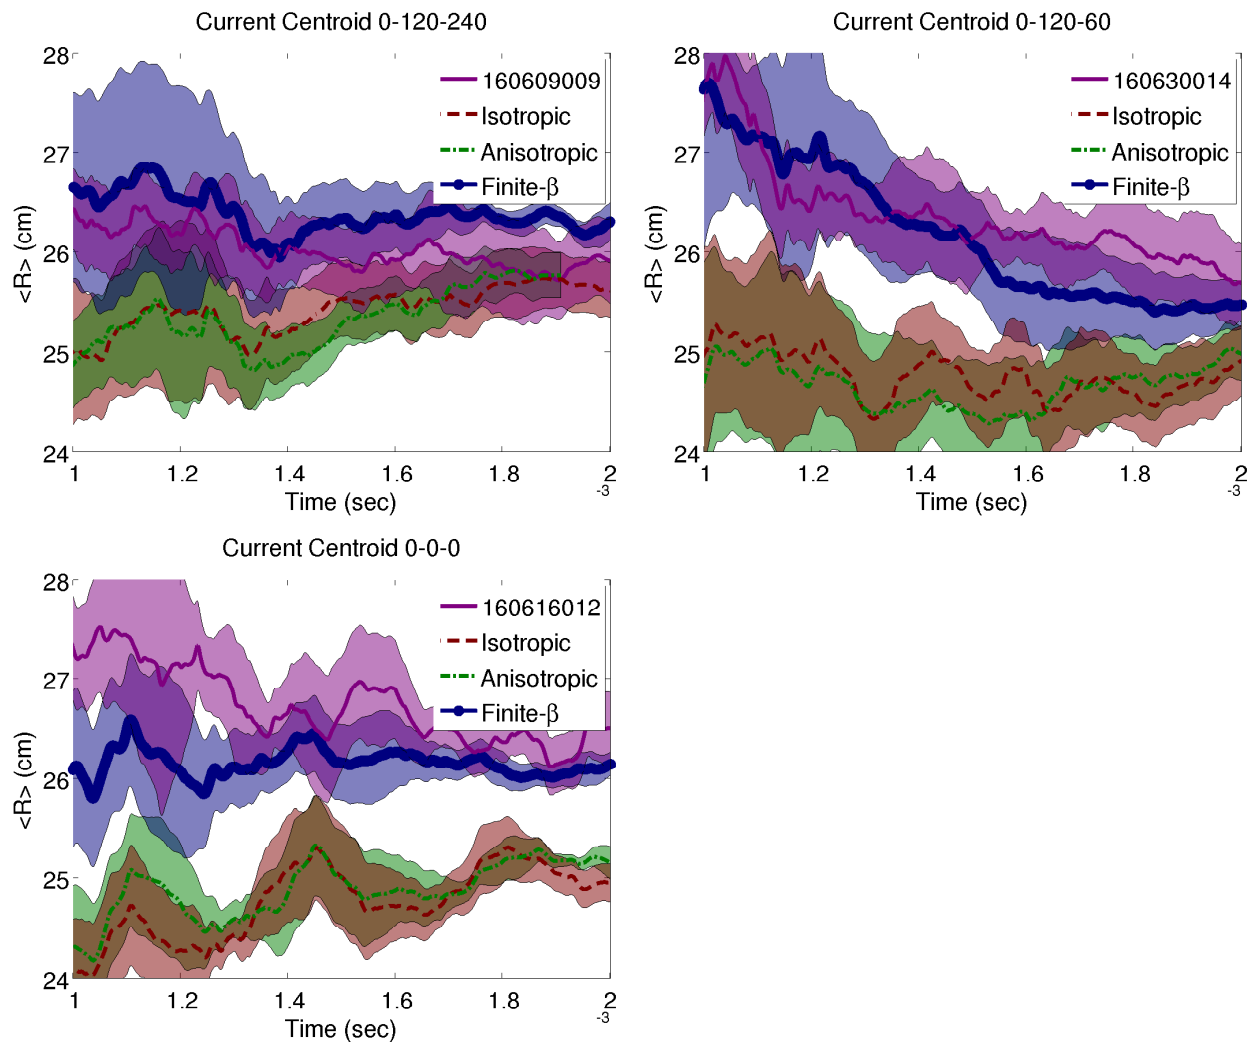 Current Centroid 0-120-240
28
27
26
25
24
<R> (cm)
1
1.2
1.4
1.6
1.8
2
-3
Time (sec)
160609009
Isotropic
Anisotropic
Finite-β
Current Centroid 0-120-60
28
27
26
25
24
<R> (cm)
1
1.2
1.4
1.6
1.8
2
-3
Time (sec)
160630014
Isotropic
Anisotropic
Finite-β
Current Centroid 0-0-0
28
27
26
25
24
<R> (cm)
1
1.2
1.4
1.6
1.8
2
-3
Time (sec)
160616012
Isotropic
Anisotropic
Finite-β